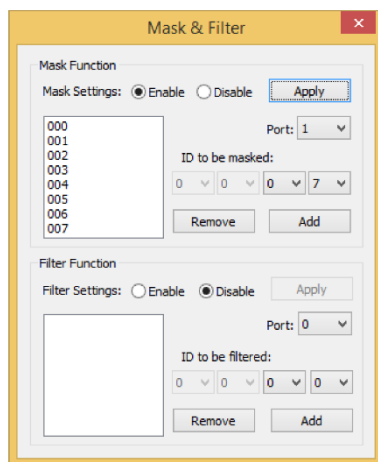 Mask & Filter
Mask Function
Mask Settings: Enable Disable Apply
000
001
002
003
004
005
006
007
Port: 1
ID to be masked:
0 0 0 7
Remove Add
Filter Function
Filter Settings: Enable Disable Apply
Port: 0
ID to be filtered:
0 0 0 0
Remove Add